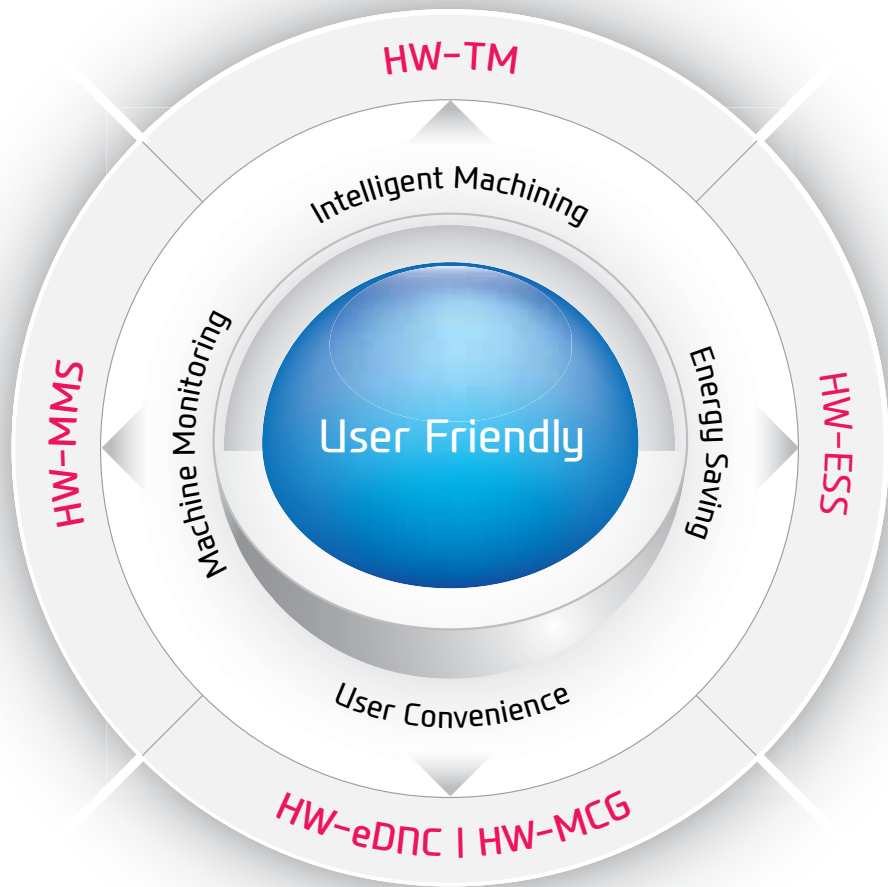 HW-TM
Intelligent Machining
Machine Monitoring
HW-MMS
User Friendly
Energy Saving
HW-ESS
User Convenience
HW-eDNC | HW-MCG